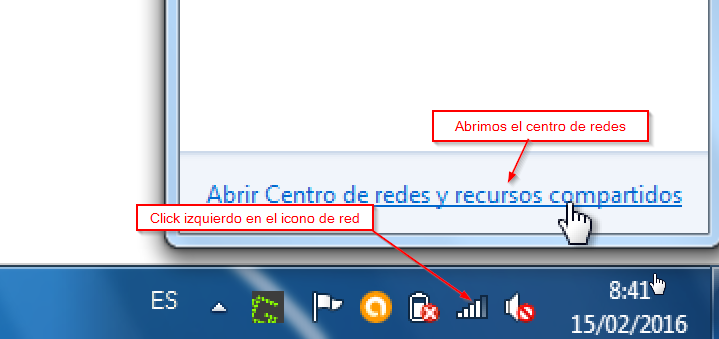 Abrimos el centro de redes
Abrir Centro de redes y recursos compartidos
Click izquierdo en el icono de red
ES
8:41
15/02/2016